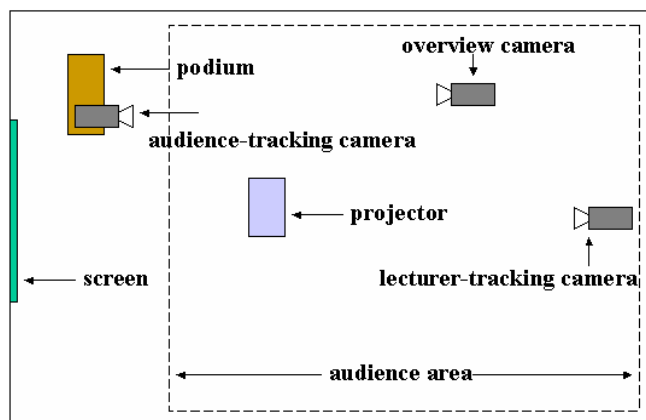 overview camera
podium
audience-tracking camera
projector
lecturer-tracking camera
screen
audience area